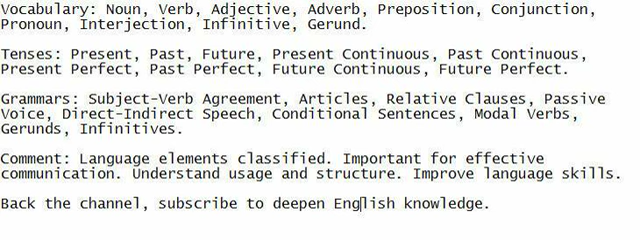 Vocabulary: Noun, Verb, Adjective, Adverb, Preposition, Conjunction,
Pronoun, Interjection, Infinitive, Gerund.
Tenses: Present, Past, Future, Present Continuous, Past Continuous,
Present Perfect, Past Perfect, Future Continuous, Future Perfect.
Grammars: Subject-Verb Agreement, Articles, Relative Clauses, Passive
Voice, Direct-Indirect Speech, Conditional Sentences, Modal Verbs,
Gerunds, Infinitives.
Comment: Language elements classified. Important for effective
communication. Understand usage and structure. Improve language skills.
Back the channel, subscribe to deepen English knowledge.